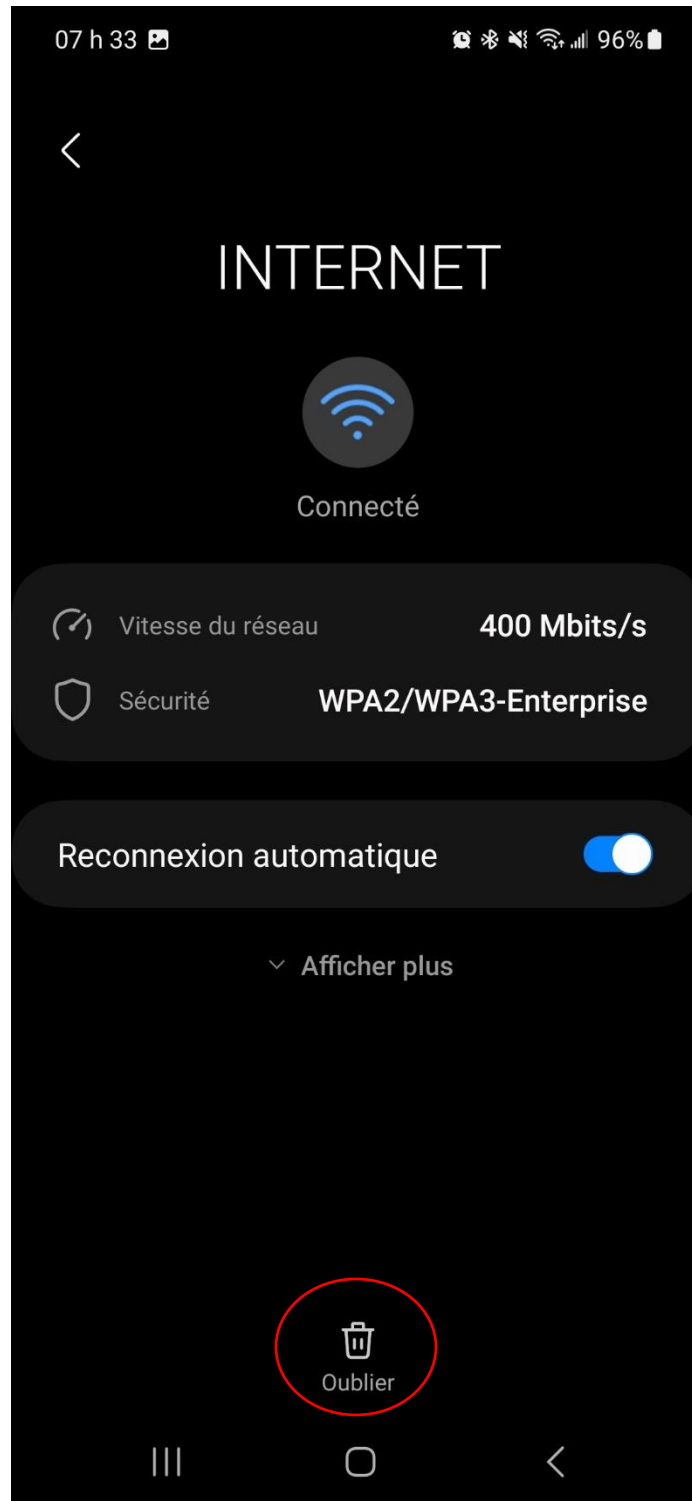 07 h 33 96%
INTERNET
Connecté
Vitesse du réseau 400 Mbits/s
Sécurité WPA2/WPA3-Enterprise
Reconnexion automatique
Afficher plus
Oublier